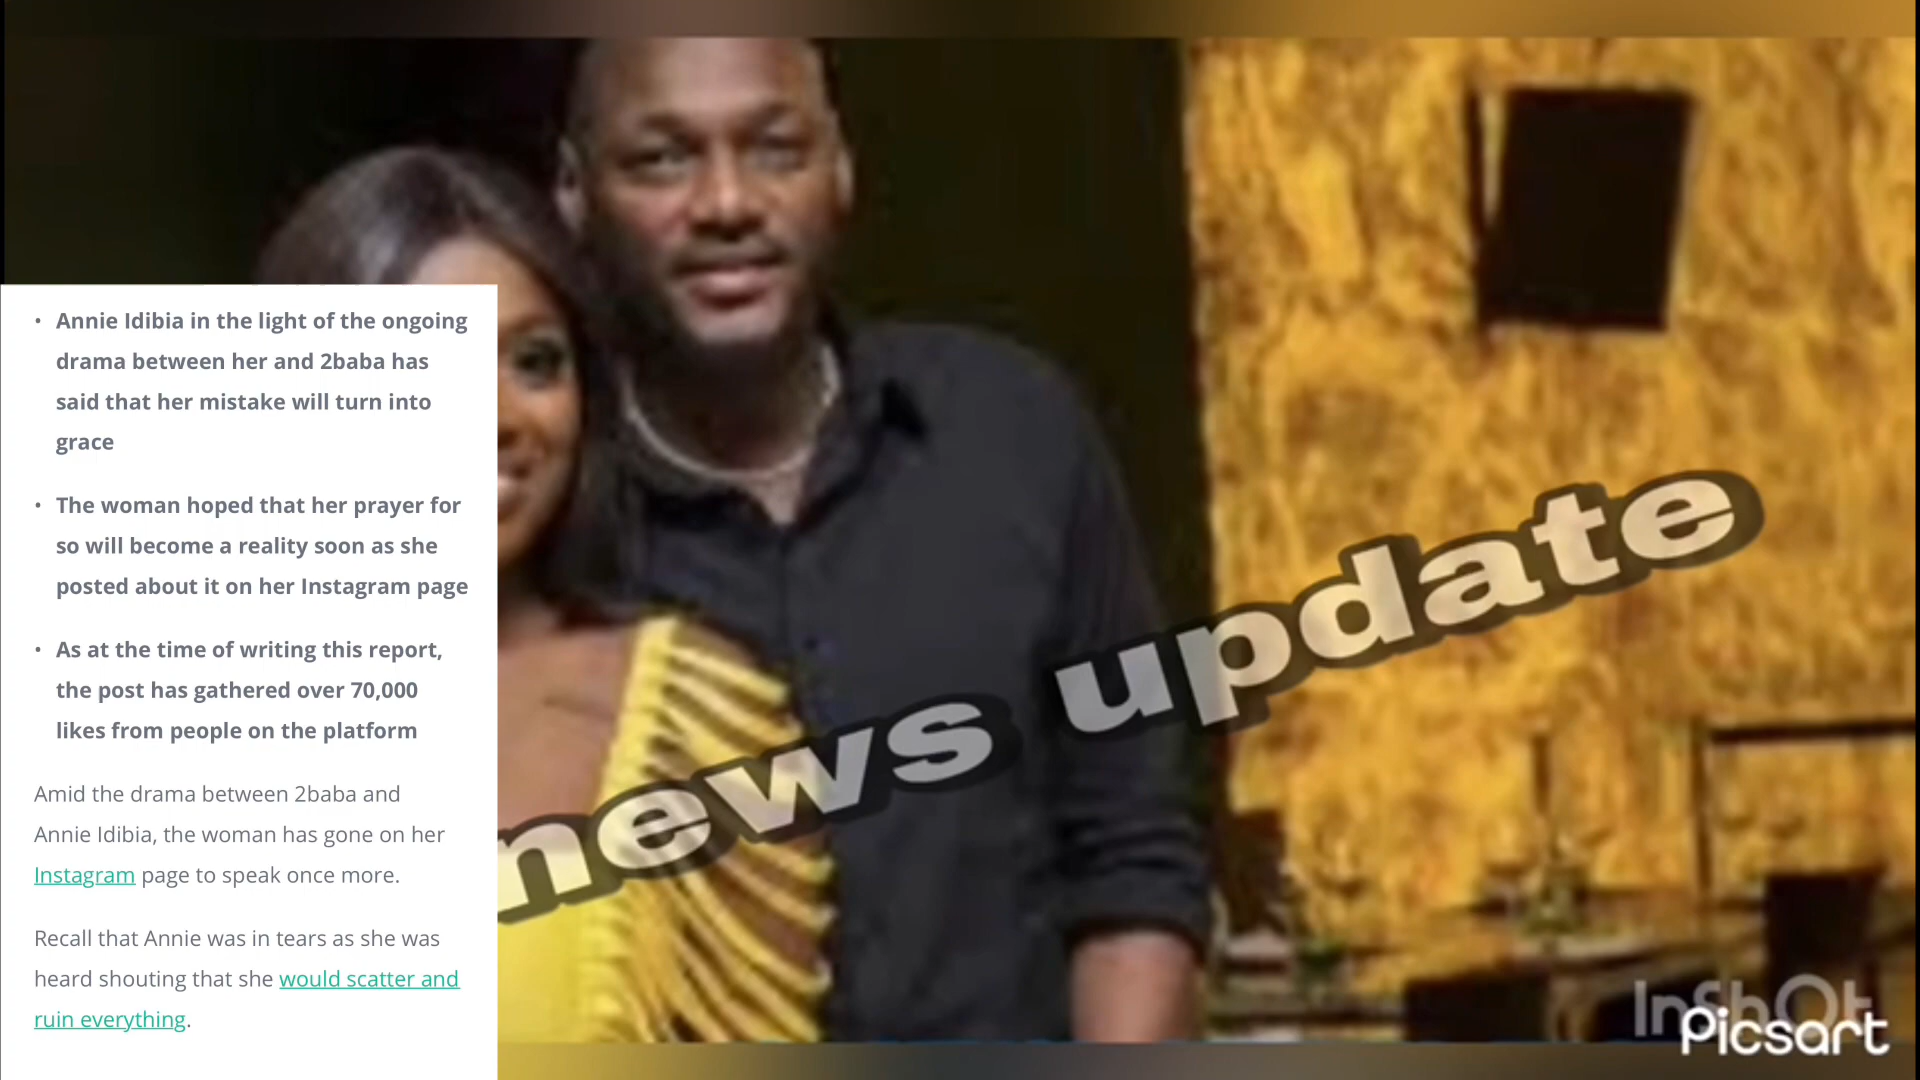 • Annie Idibia in the light of the ongoing
drama between her and 2baba has
said that her mistake will turn into
grace
• The woman hoped that her prayer for
so will become a reality soon as she
posted about it on her Instagram page
• As at the time of writing this report,
the post has gathered over 70,000
likes from people on the platform
Amid the drama between 2baba and
Annie Idibia, the woman has gone on her
Instagram page to speak once more.
Recall that Annie was in tears as she was
heard shouting that she would scatter and
ruin everything.
news update
InShOt
Picsart